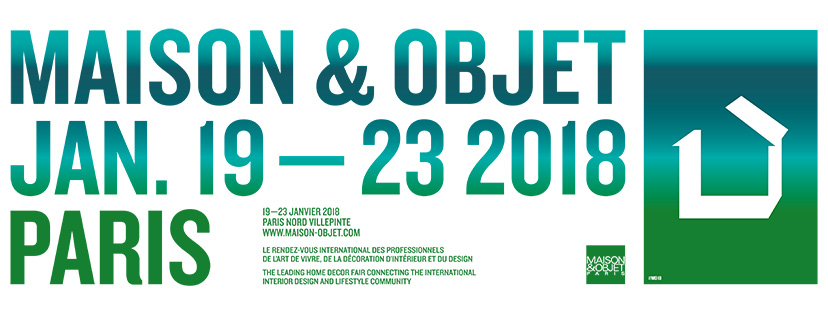 MAISON & OBJET
JAN. 19 — 23 2018
PARIS
19—23 JANVIER 2018
PARIS NORD VILLEPINTE
WWW.MAISON-OBJET.COM
LE RENDEZ-VOUS INTERNATIONAL DES PROFESSIONNELS
DE L'ART DE VIVRE, DE LA DÉCORATION D'INTÉRIEUR ET DU DESIGN
THE LEADING HOME DECOR FAIR CONNECTING THE INTERNATIONAL
INTERIOR DESIGN AND LIFESTYLE COMMUNITY
MAISON
&OBJET
PARIS